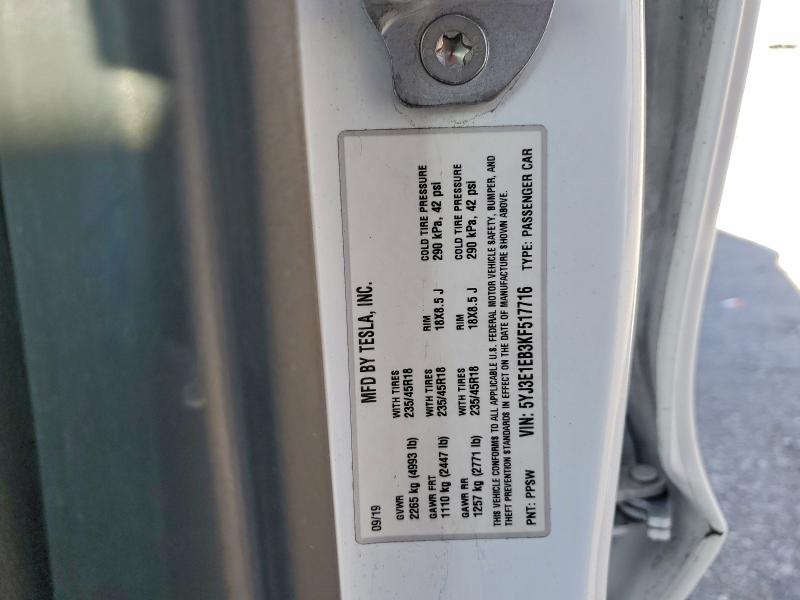 09/19 MFD BY TESLA, INC.
GVWR WITH TIRES RIM COLD TIRE PRESSURE
2265 kg (4993 lb) 235/45R18 18X8.5 J 290 kPa, 42 psi
GAWR FRT WITH TIRES RIM COLD TIRE PRESSURE
1110 kg (2447 lb) 235/45R18 18X8.5 J 290 kPa, 42 psi
GAWR RR WITH TIRES
1257 kg (2771 lb) 235/45R18
THIS VEHICLE CONFORMS TO ALL APPLICABLE U.S. FEDERAL MOTOR VEHICLE SAFETY, BUMPER, AND
THEFT PREVENTION STANDARDS IN EFFECT ON THE DATE OF MANUFACTURE SHOWN ABOVE.
PNT: PPSW VIN: 5YJ3E1EB3KF517716 TYPE: PASSENGER CAR